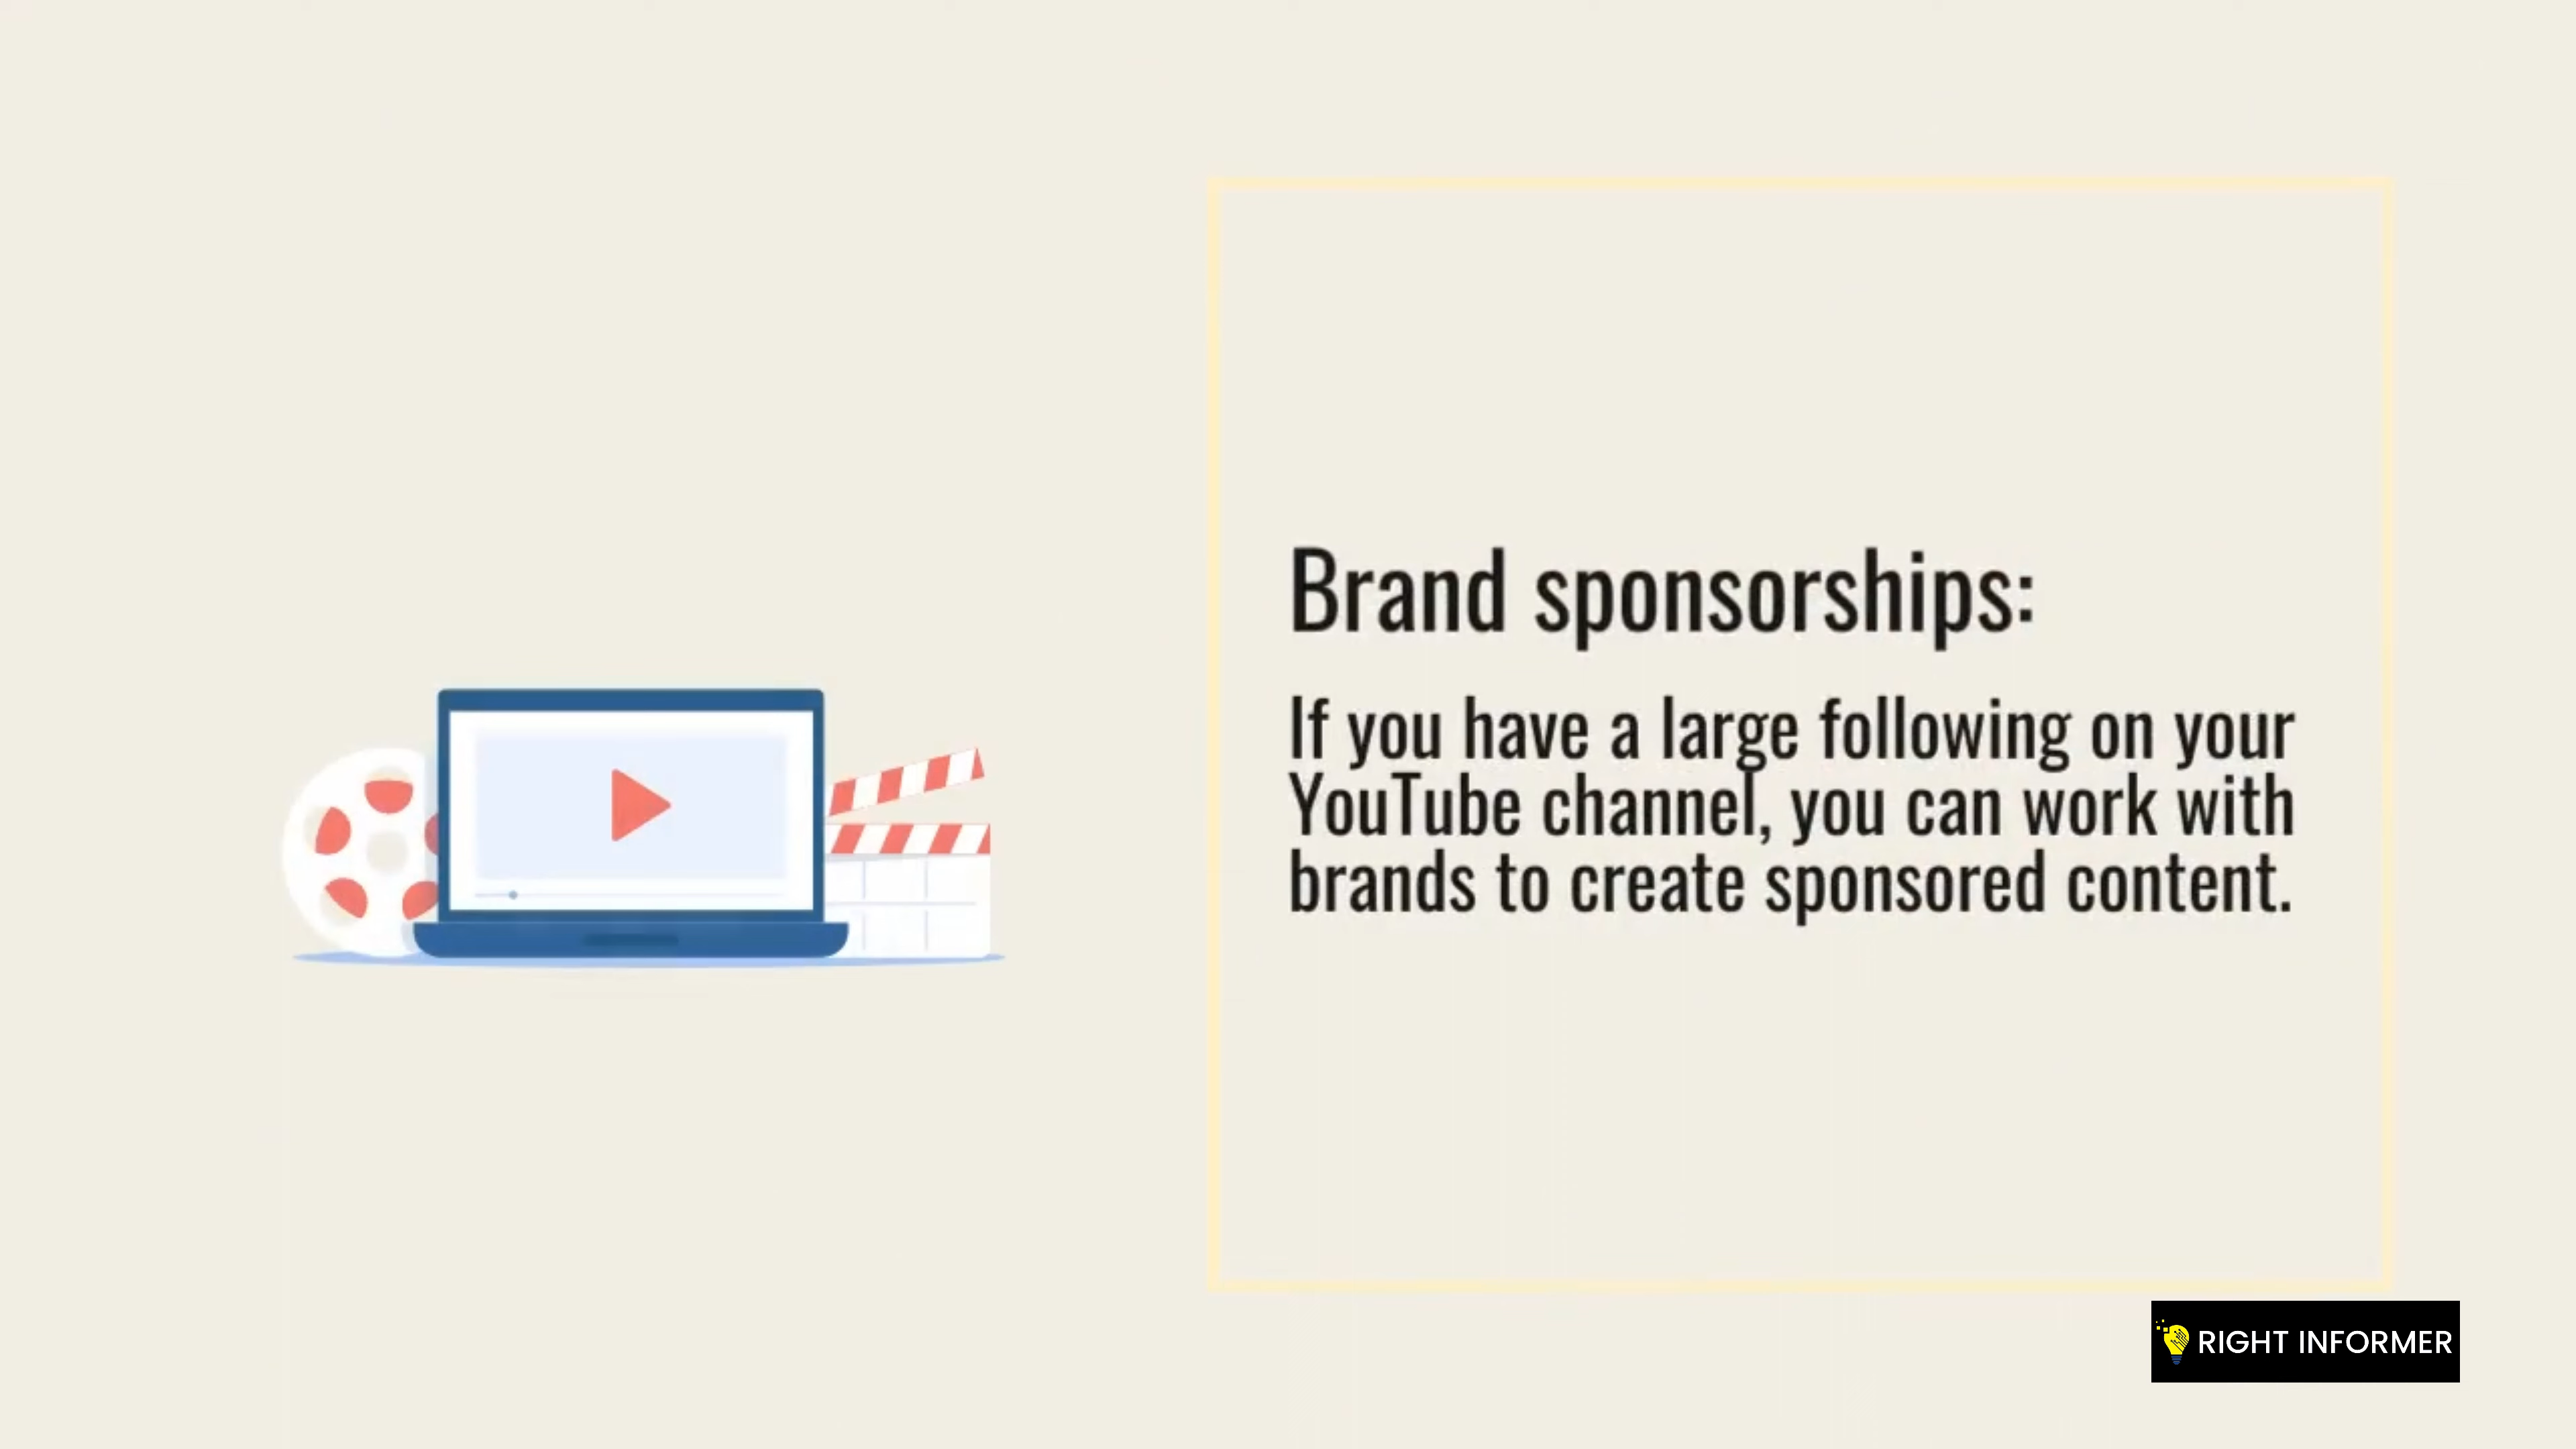 Brand sponsorships:
If you have a large following on your
YouTube channel, you can work with
brands to create sponsored content.
RIGHT INFORMER